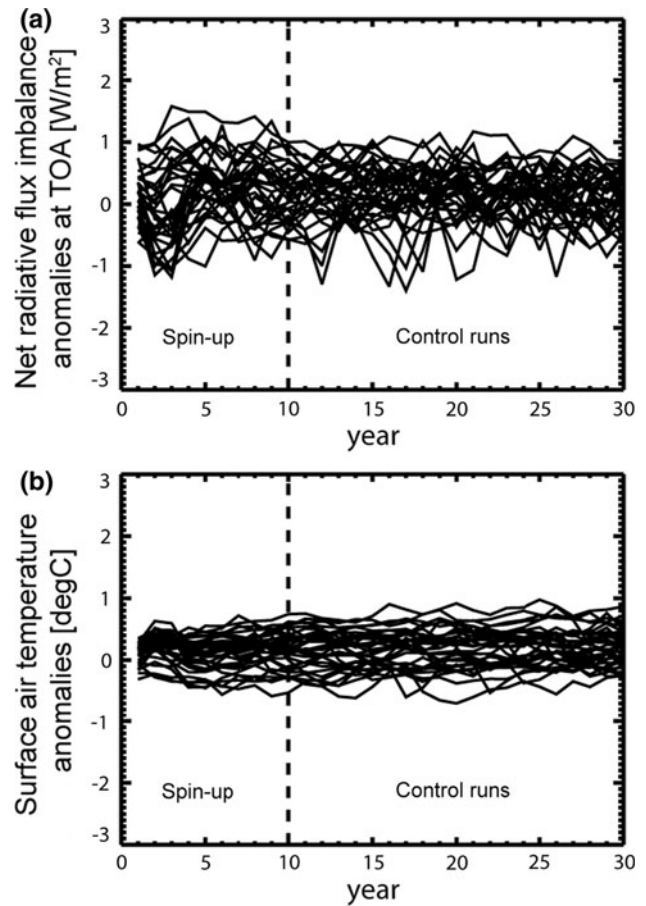 (a)
Net radiative flux imbalance
anomalies at TOA [W/m²]
3
2
1
0
-1
-2
-3
Spin-up
Control runs
0 5 10 15 20 25 30
year
(b)
Surface air temperature
anomalies [degC]
3
2
1
0
-1
-2
-3
Spin-up
Control runs
0 5 10 15 20 25 30
year